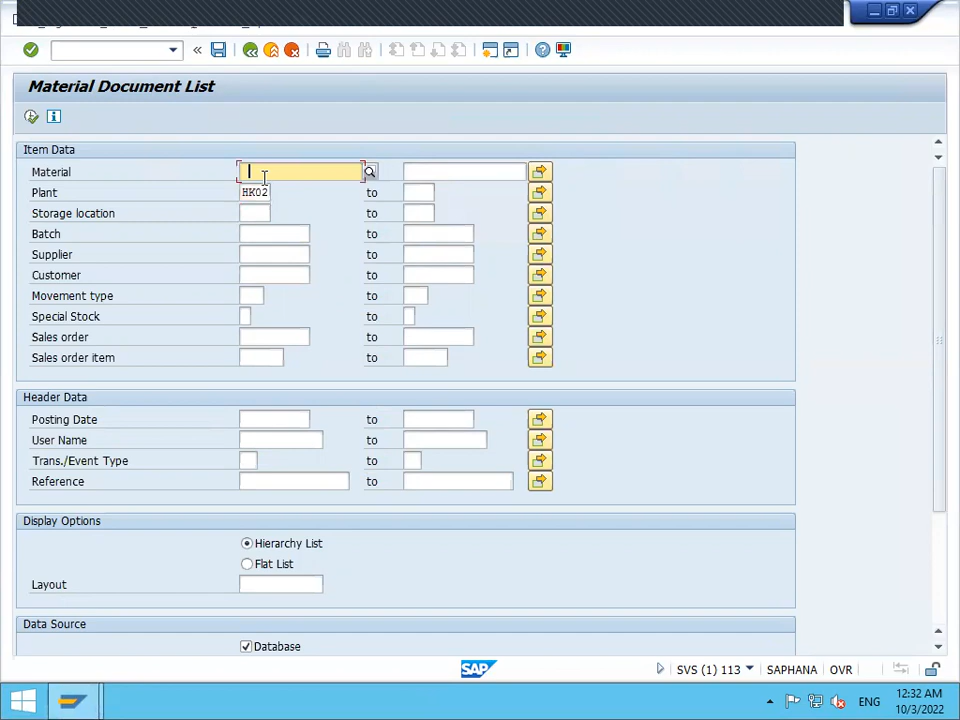 Material Document List
Item Data
Material
Plant HK02 to
Storage location to
Batch to
Supplier to
Customer to
Movement type to
Special Stock to
Sales order to
Sales order item to
Header Data
Posting Date to
User Name to
Trans./Event Type to
Reference to
Display Options
Hierarchy List
Flat List
Layout
Data Source
Database
SAP SVS (1) 113 SAPHANA OVR
ENG 12:32 AM
10/3/2022